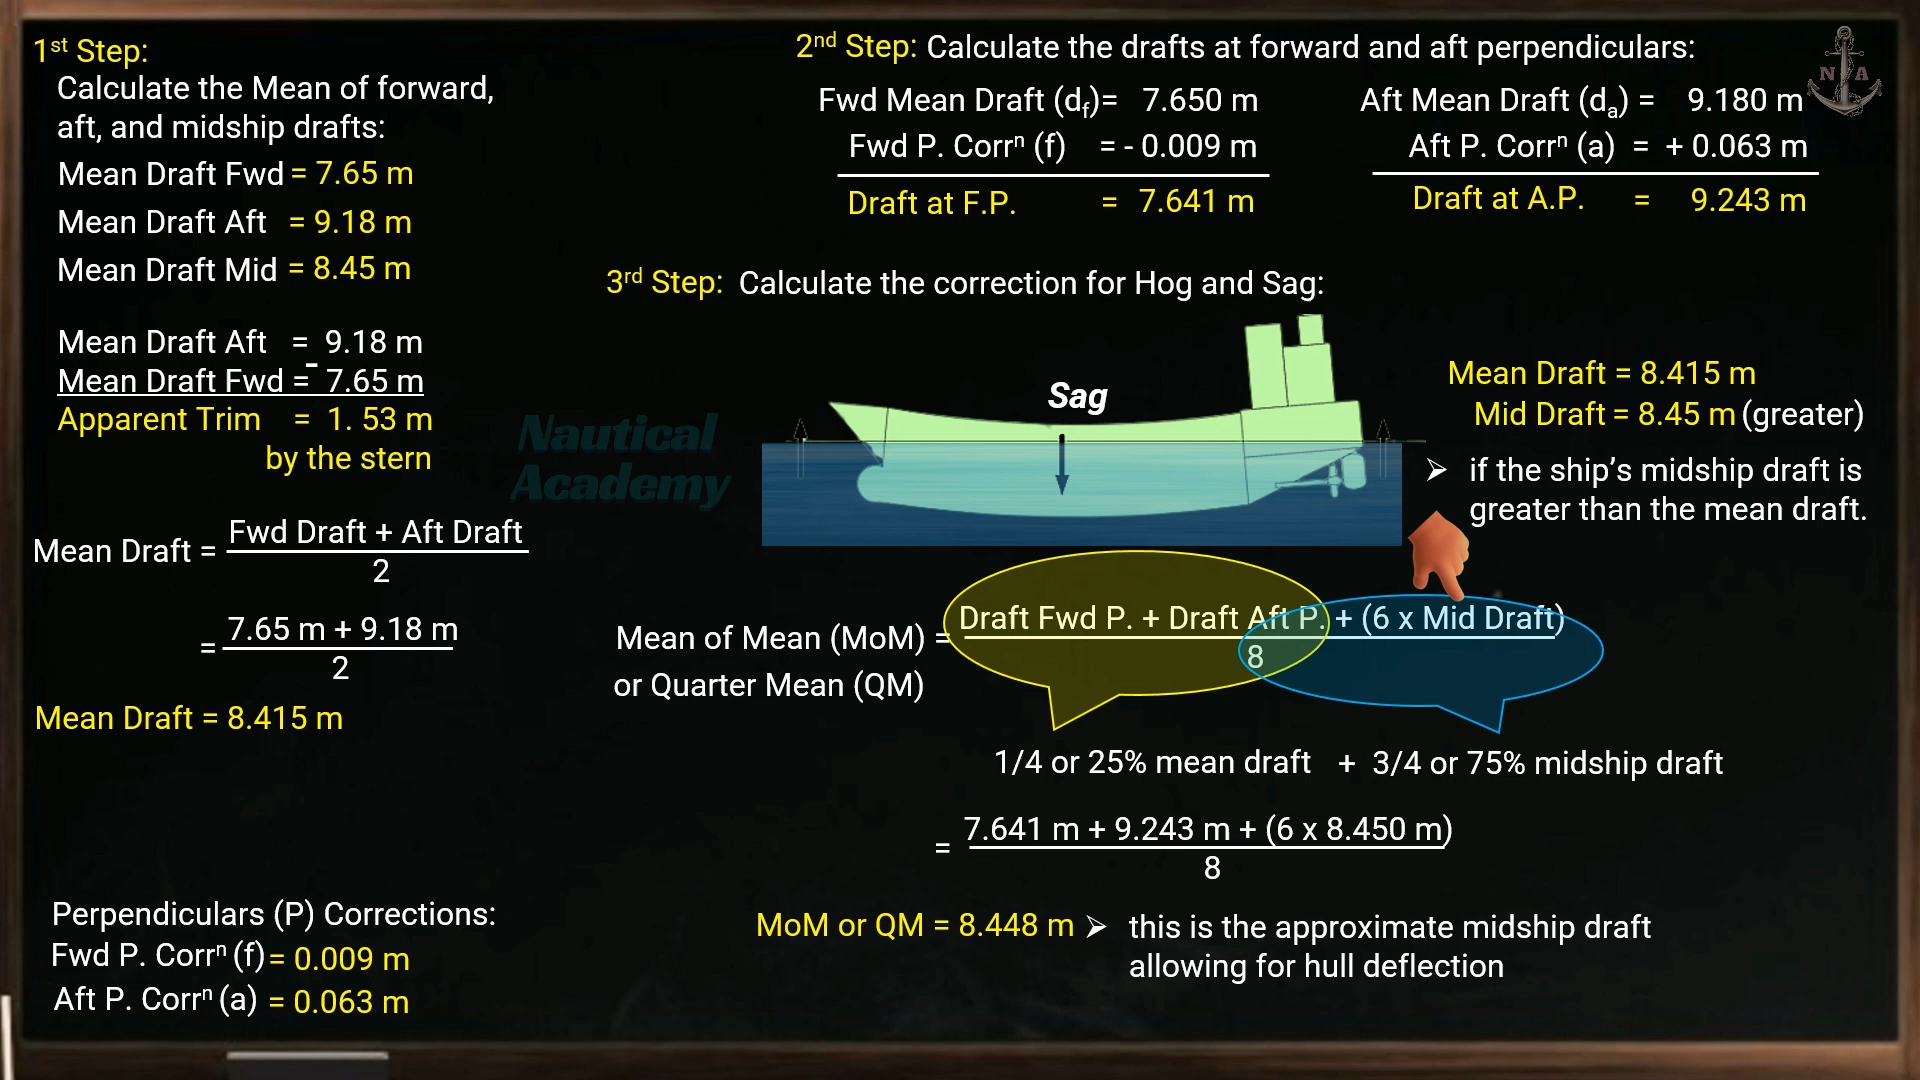 1st Step:
Calculate the Mean of forward,
aft, and midship drafts:
Mean Draft Fwd = 7.65 m
Mean Draft Aft = 9.18 m
Mean Draft Mid = 8.45 m
Mean Draft Aft = 9.18 m
-
Mean Draft Fwd = 7.65 m
Apparent Trim = 1. 53 m
by the stern
Mean Draft = Fwd Draft + Aft Draft
2
= 7.65 m + 9.18 m
2
Mean Draft = 8.415 m
Perpendiculars (P) Corrections:
Fwd P. Corrⁿ (f) = 0.009 m
Aft P. Corrⁿ (a) = 0.063 m
2nd Step: Calculate the drafts at forward and aft perpendiculars:
Fwd Mean Draft (df)= 7.650 m
Fwd P. Corrⁿ (f) = - 0.009 m
Draft at F.P. = 7.641 m
Aft Mean Draft (da) = 9.180 m
Aft P. Corrⁿ (a) = + 0.063 m
Draft at A.P. = 9.243 m
N A
3rd Step: Calculate the correction for Hog and Sag:
Sag
Nautical
Academy
Mean Draft = 8.415 m
Mid Draft = 8.45 m (greater)
➢ if the ship's midship draft is
greater than the mean draft.
Mean of Mean (MoM) = Draft Fwd P. + Draft Aft P. + (6 x Mid Draft)
8
or Quarter Mean (QM)
1/4 or 25% mean draft + 3/4 or 75% midship draft
= 7.641 m + 9.243 m + (6 x 8.450 m)
8
MoM or QM = 8.448 m ➢ this is the approximate midship draft
allowing for hull deflection